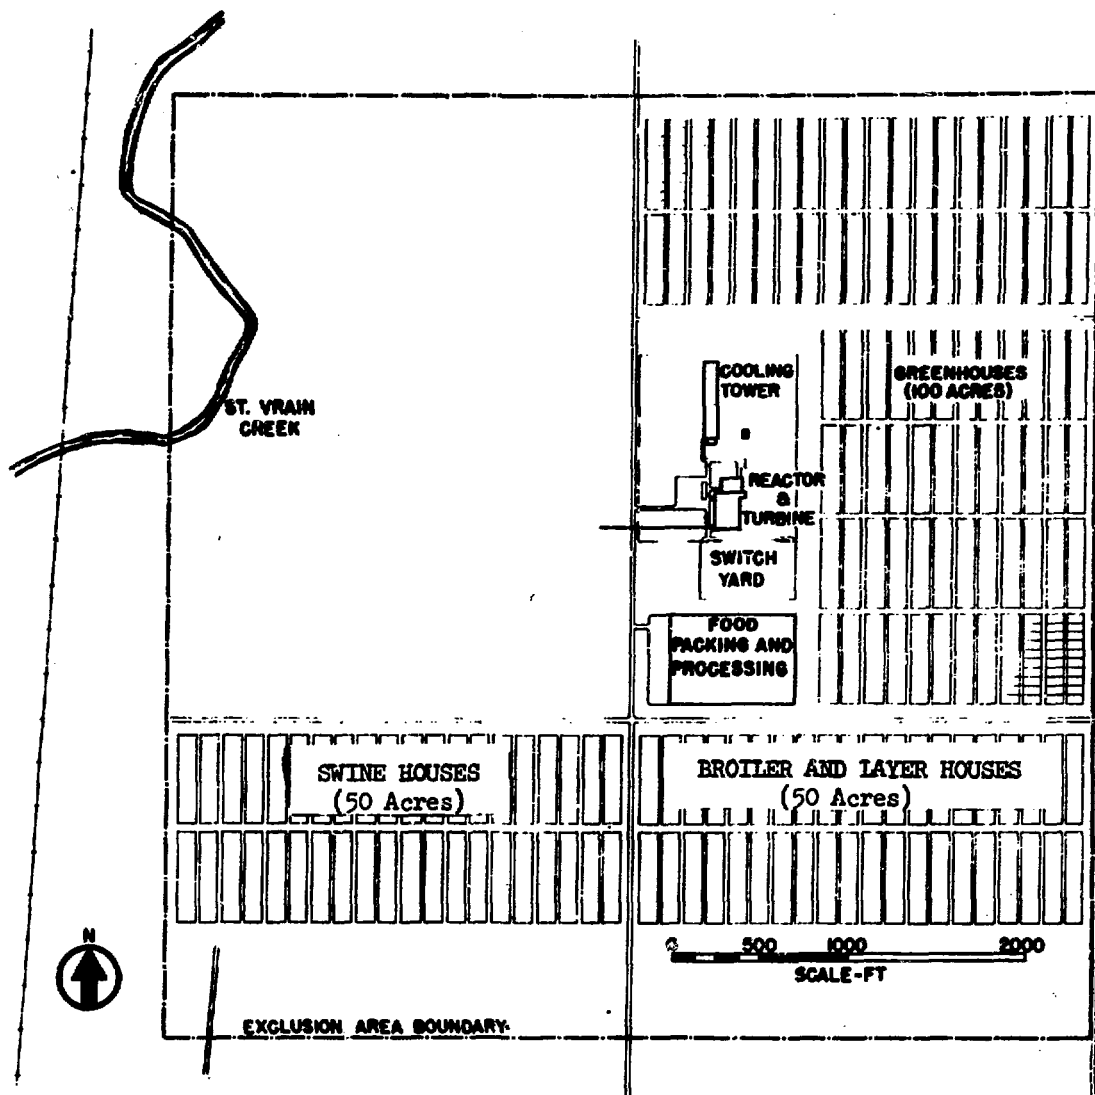 COOLING
TOWER
GREENHOUSES
(100 ACRES)
ST. VRAIN
CREEK
REACTOR
&
TURBINE
SWITCH
YARD
FOOD
PACKING AND
PROCESSING
SWINE HOUSES
(50 Acres)
BROILER AND LAYER HOUSES
(50 Acres)
N
0 500 1000 2000
SCALE-FT
EXCLUSION AREA BOUNDARY